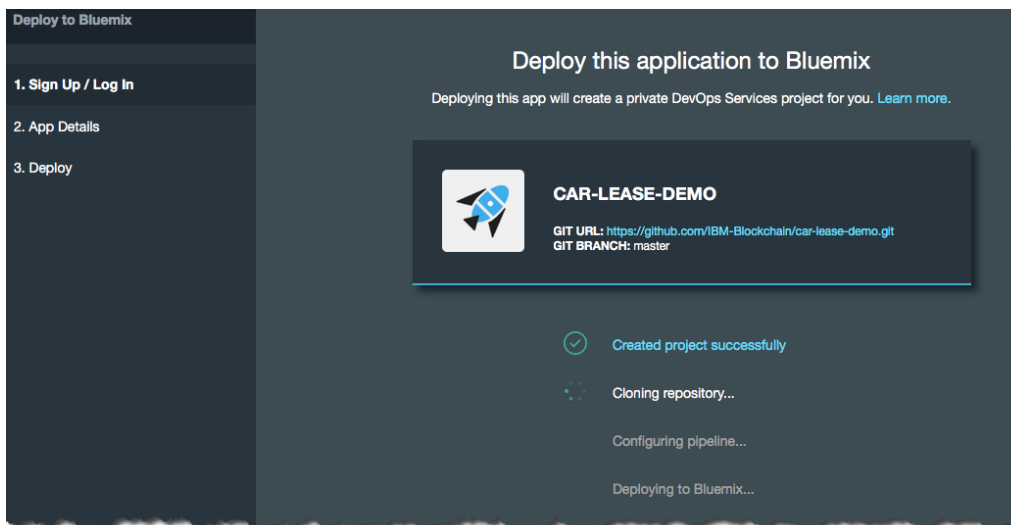 Deploy to Bluemix
1. Sign Up / Log In
2. App Details
3. Deploy
Deploy this application to Bluemix
Deploying this app will create a private DevOps Services project for you. Learn more.
CAR-LEASE-DEMO
GIT URL: https://github.com/IBM-Blockchain/car-lease-demo.git
GIT BRANCH: master
Created project successfully
Cloning repository...
Configuring pipeline...
Deploying to Bluemix...